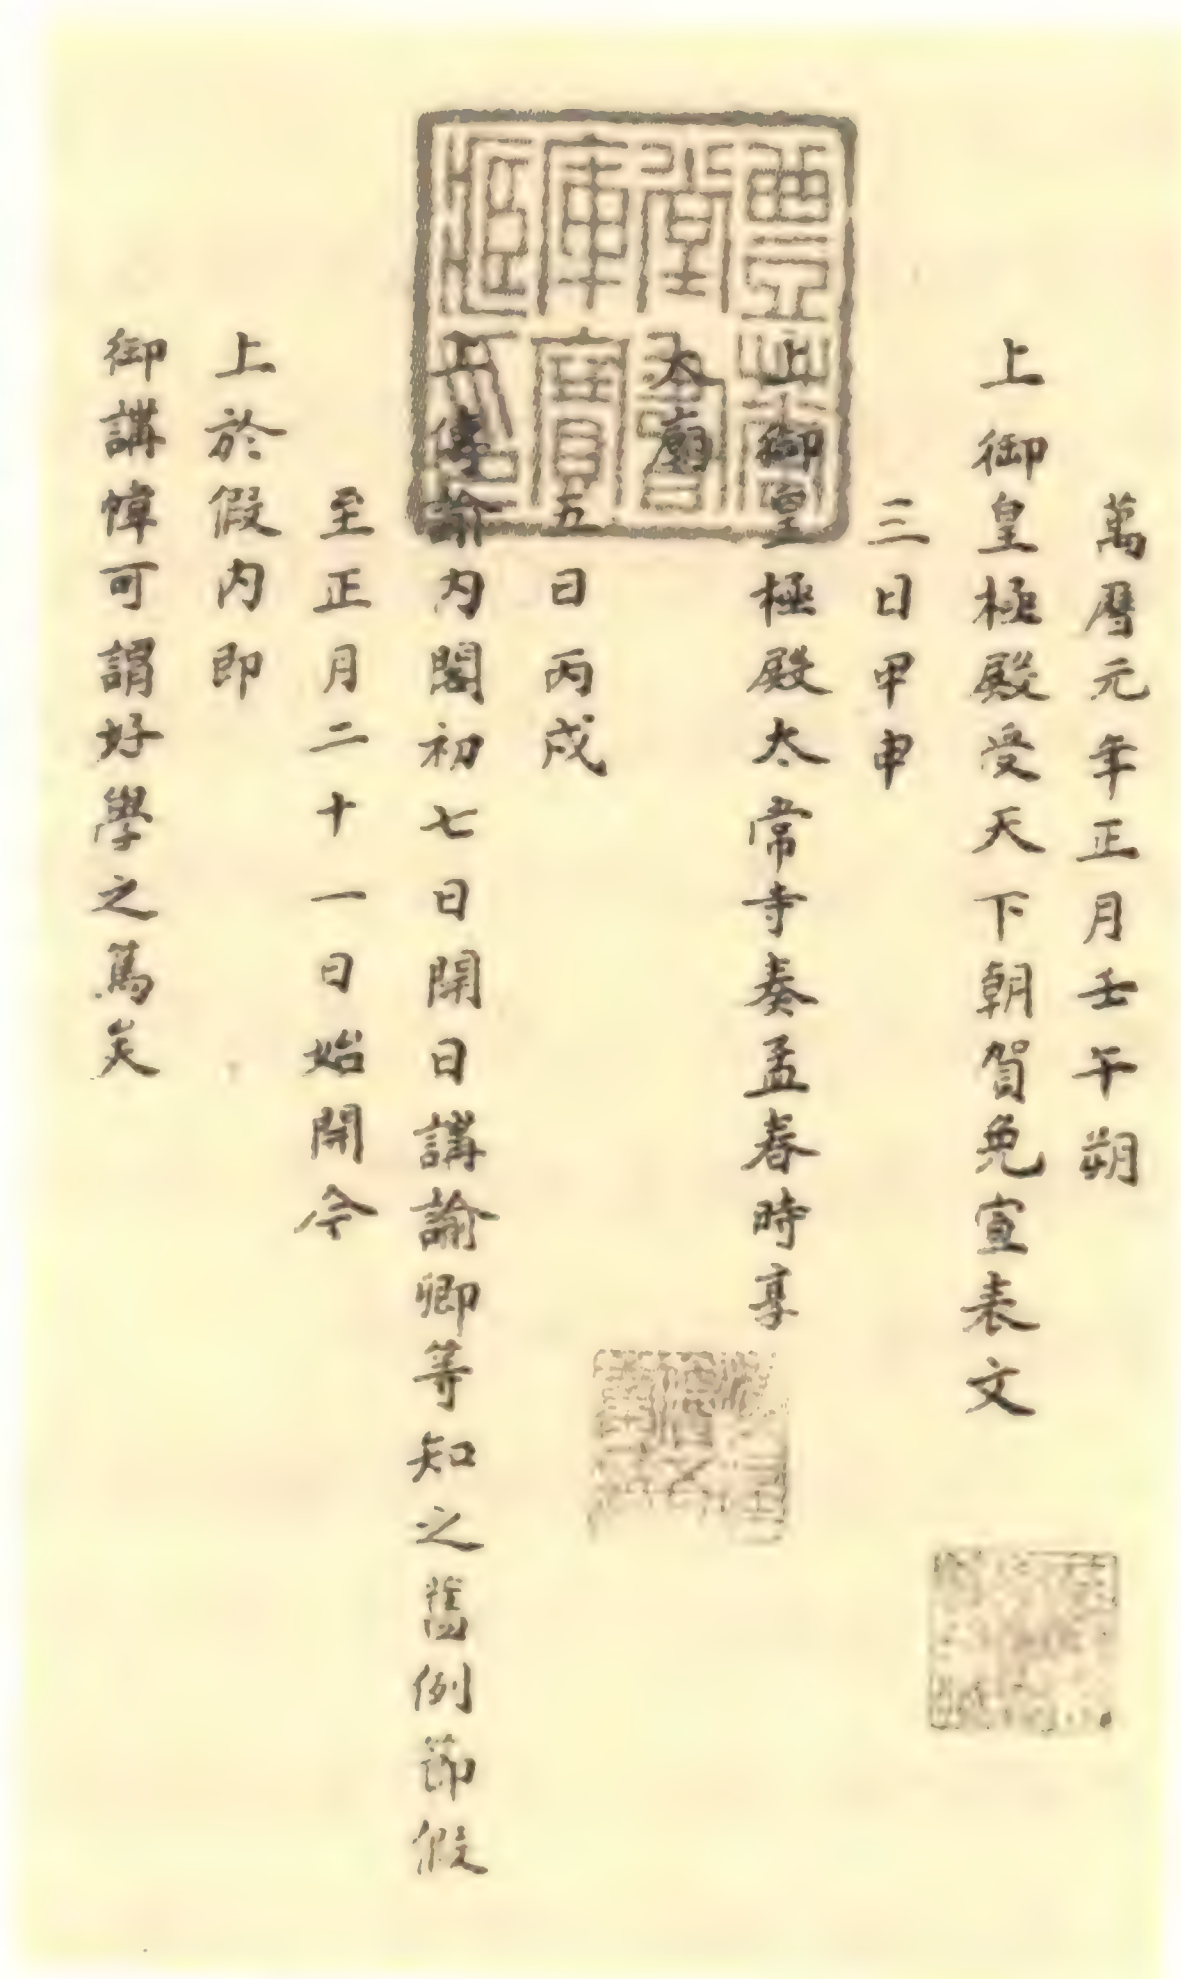 萬曆元年正月壬午朔
上御皇極殿受天下朝賀免宣表文
三日甲申
上御皇極殿太常寺奏孟春時享
太廟
五日丙戌
上傳諭内閣初七日開日講諭卿等知之舊例節假
至正月二十一日始開今
上於假内即
御講幄可謂好學之篤矣